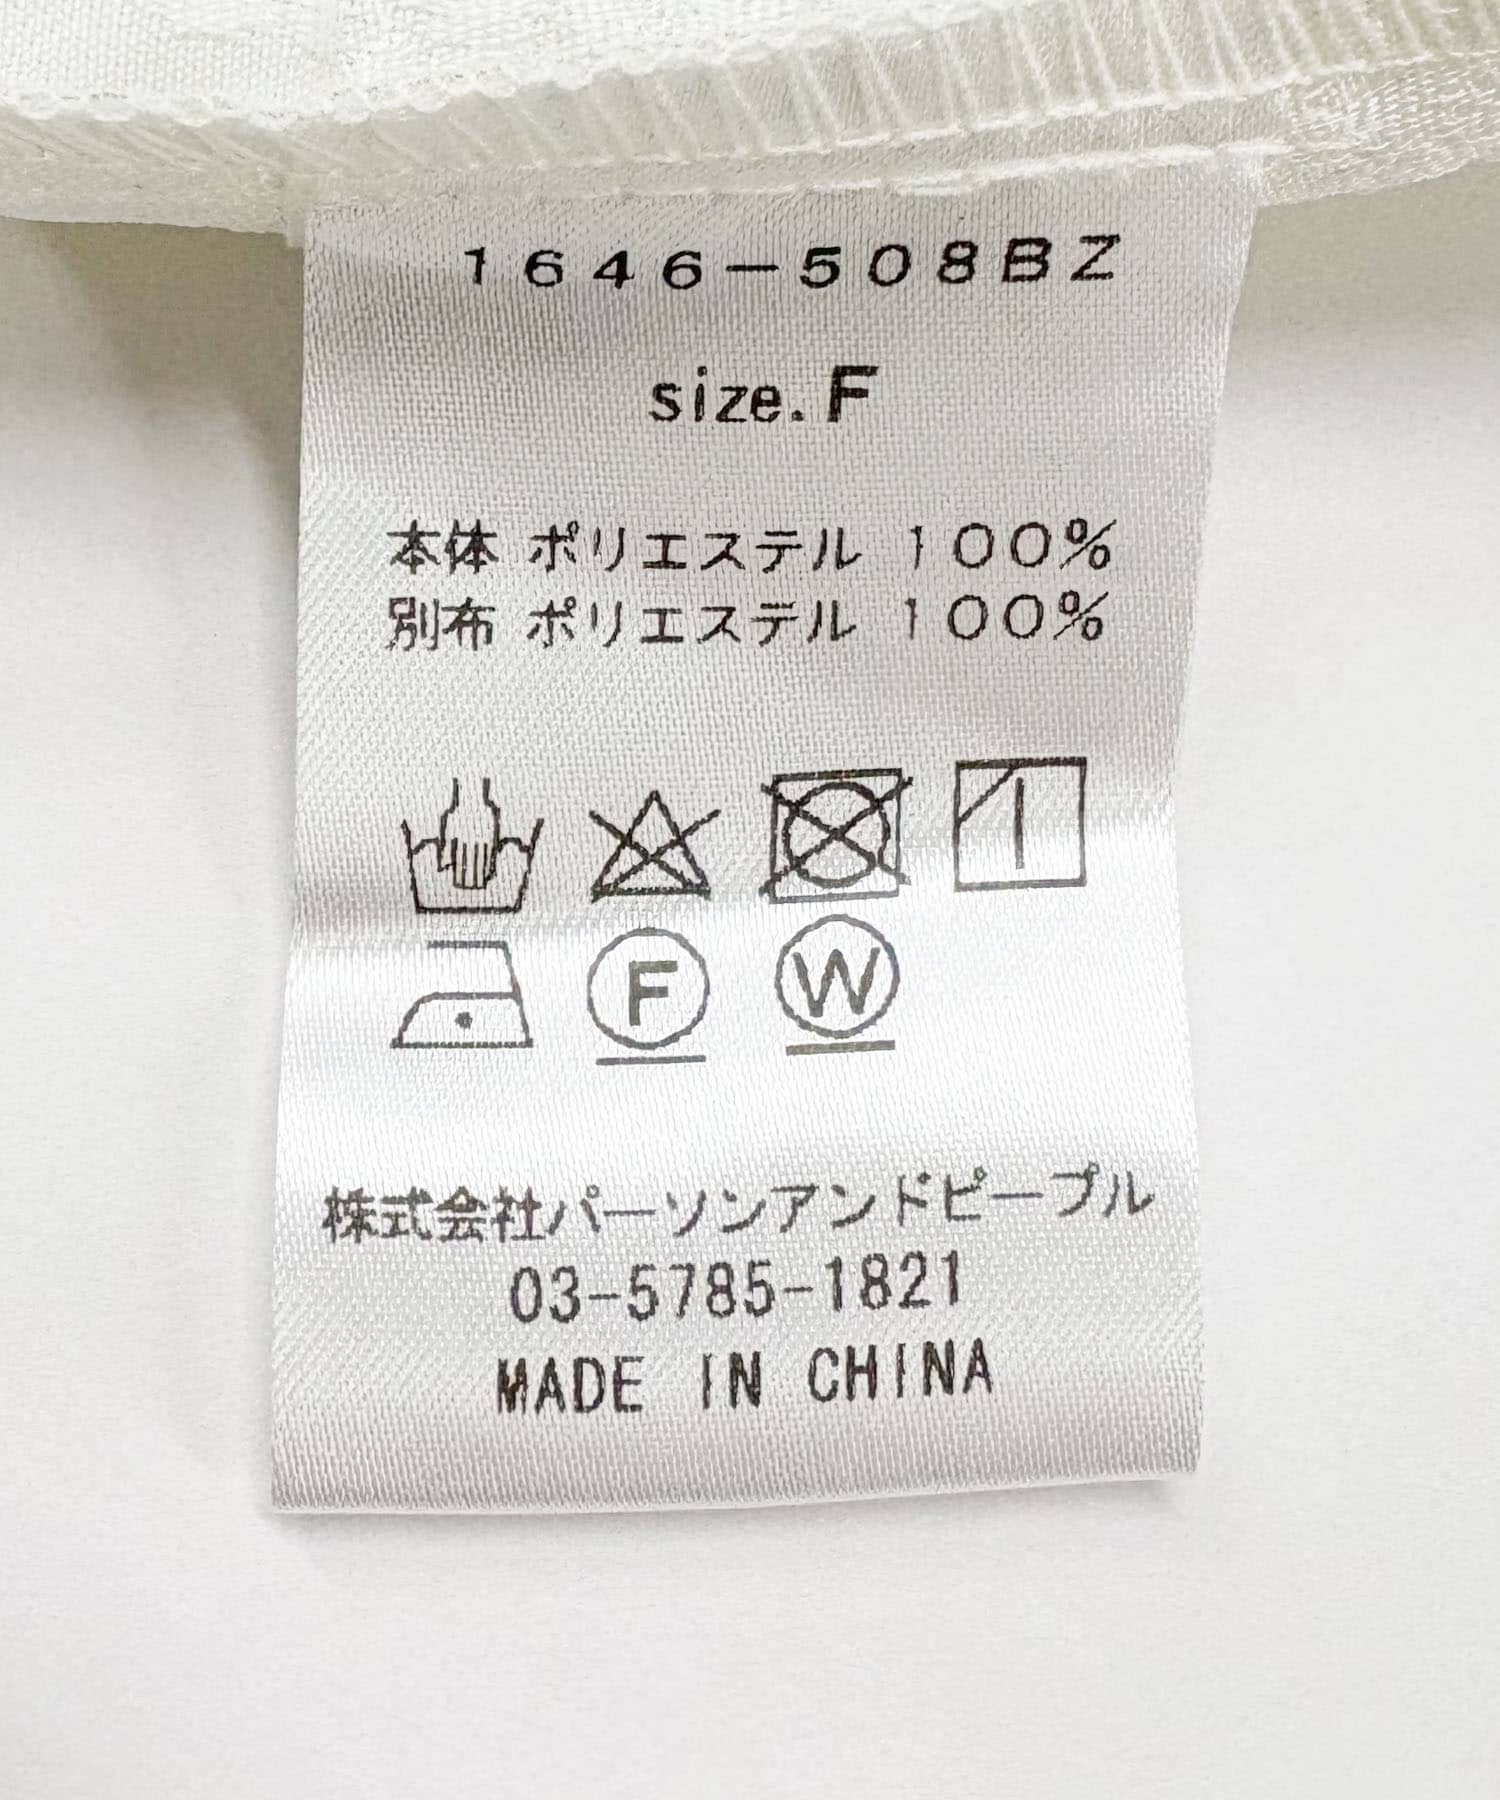 1646-508BZ
size.F
本体 ポリエステル 100%
別布 ポリエステル 100%
F W
株式会社パーソンアンドピープル
03-5785-1821
MADE IN CHINA